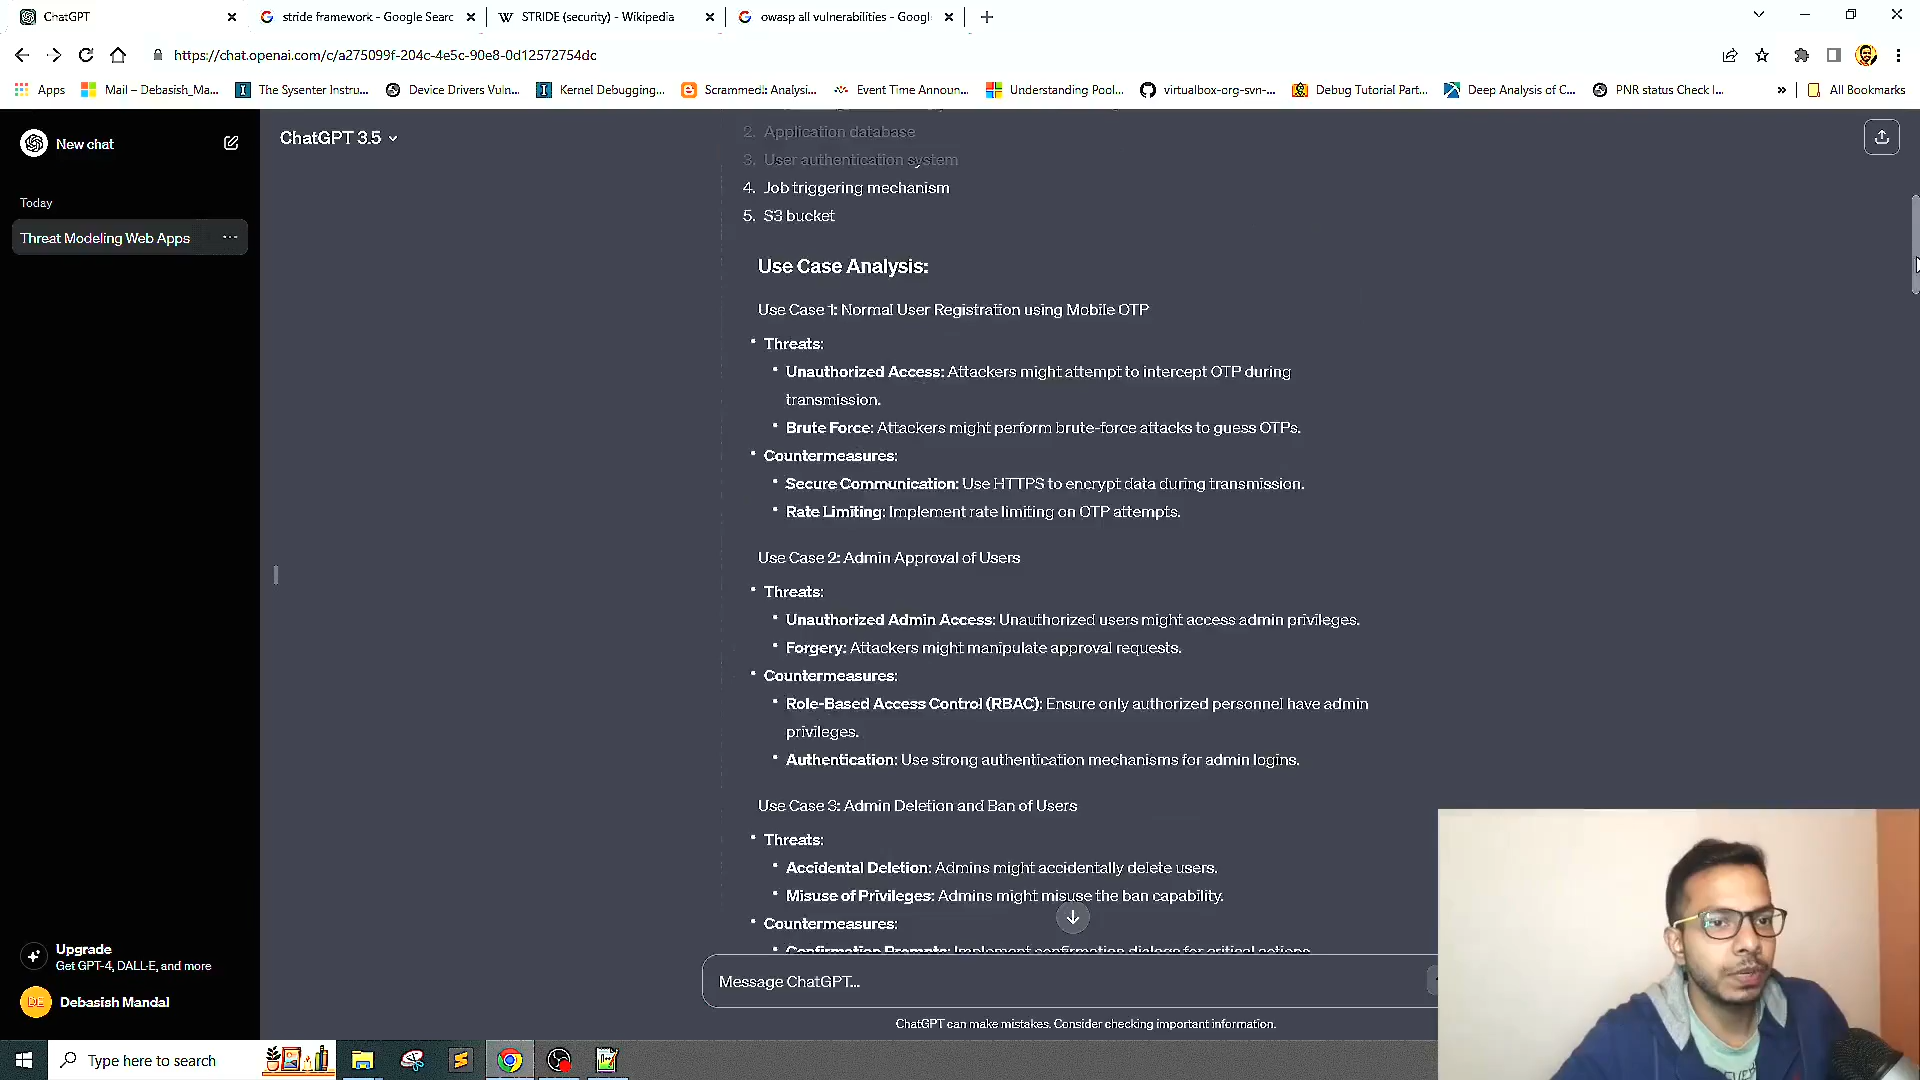 ChatGPT
stride framework - Google Searc
STRIDE (security) - Wikipedia
owasp all vulnerabilities - Googl
https://chat.openai.com/c/a275099f-204c-4e5c-90e8-0d12572754dc
Apps
Mail – Debasish_Ma...
The Sysenter Instru...
Device Drivers Vuln...
Kernel Debugging...
Scrammed: Analysi...
Event Time Announ...
Understanding Pool...
virtualbox-org-svn-...
Debug Tutorial Part...
Deep Analysis of C...
PNR status Check I...
»
All Bookmarks
New chat
Today
Threat Modeling Web Apps
Upgrade
Get GPT-4, DALL·E, and more
DE
Debasish Mandal
ChatGPT 3.5
2. Application database
3. User authentication system
4. Job triggering mechanism
5. S3 bucket
Use Case Analysis:
Use Case 1: Normal User Registration using Mobile OTP
• Threats:
• Unauthorized Access: Attackers might attempt to intercept OTP during
transmission.
• Brute Force: Attackers might perform brute-force attacks to guess OTPs.
• Countermeasures:
• Secure Communication: Use HTTPS to encrypt data during transmission.
• Rate Limiting: Implement rate limiting on OTP attempts.
Use Case 2: Admin Approval of Users
• Threats:
• Unauthorized Admin Access: Unauthorized users might access admin privileges.
• Forgery: Attackers might manipulate approval requests.
• Countermeasures:
• Role-Based Access Control (RBAC): Ensure only authorized personnel have admin
privileges.
• Authentication: Use strong authentication mechanisms for admin logins.
Use Case 3: Admin Deletion and Ban of Users
• Threats:
• Accidental Deletion: Admins might accidentally delete users.
• Misuse of Privileges: Admins might misuse the ban capability.
• Countermeasures:
• Confirmation Prompts: Implement confirmation dialogs for critical actions.
Message ChatGPT...
ChatGPT can make mistakes. Consider checking important information.
Type here to search